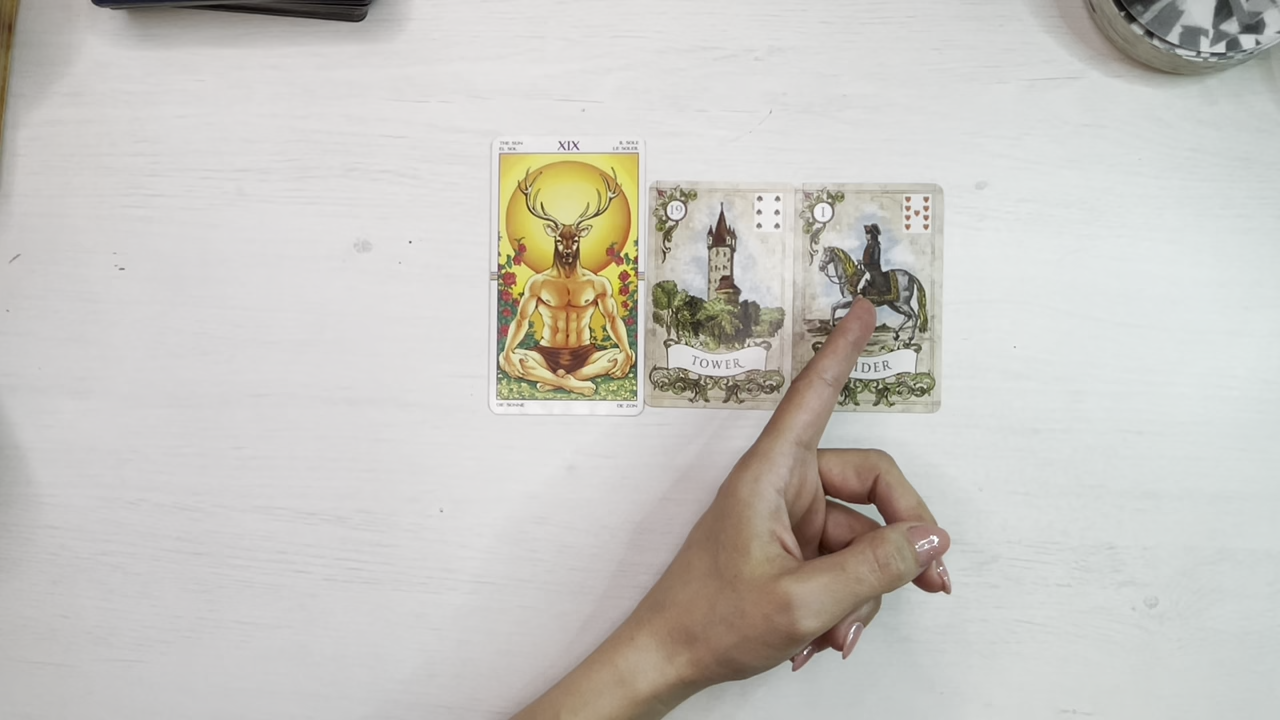 THE SUN
EL SOL
XIX
IL SOLE
LE SOLEIL
DIE SONNE
DE ZON
19
TOWER
1
IDER